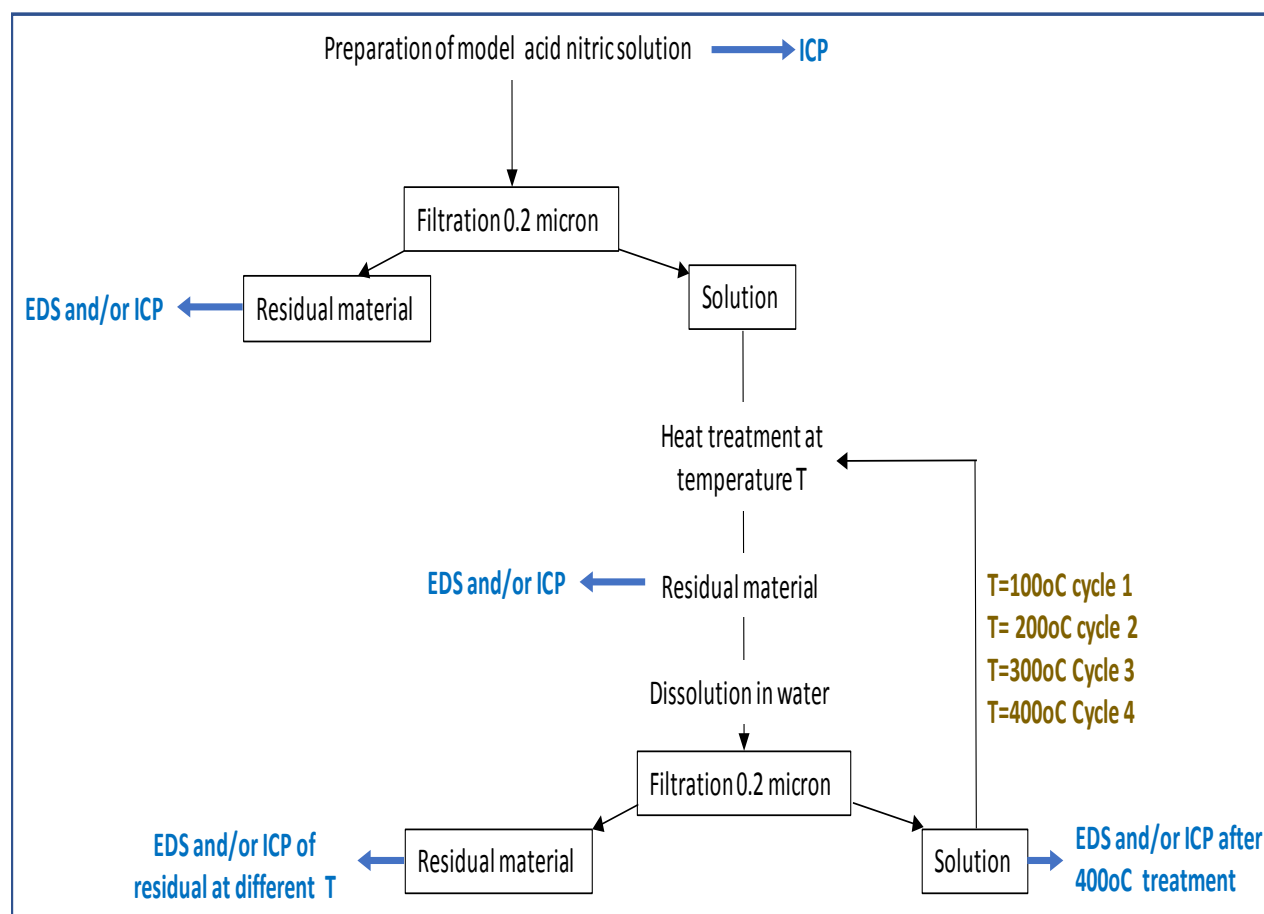 Preparation of model acid nitric solution
ICP
Filtration 0.2 micron
Residual material
Solution
EDS and/or ICP
Heat treatment at
temperature T
EDS and/or ICP
Residual material
T=100oC cycle 1
T= 200oC cycle 2
T=300oC Cycle 3
T=400oC Cycle 4
Dissolution in water
Filtration 0.2 micron
EDS and/or ICP of
residual at different T
Residual material
Solution
EDS and/or ICP after
400oC treatment